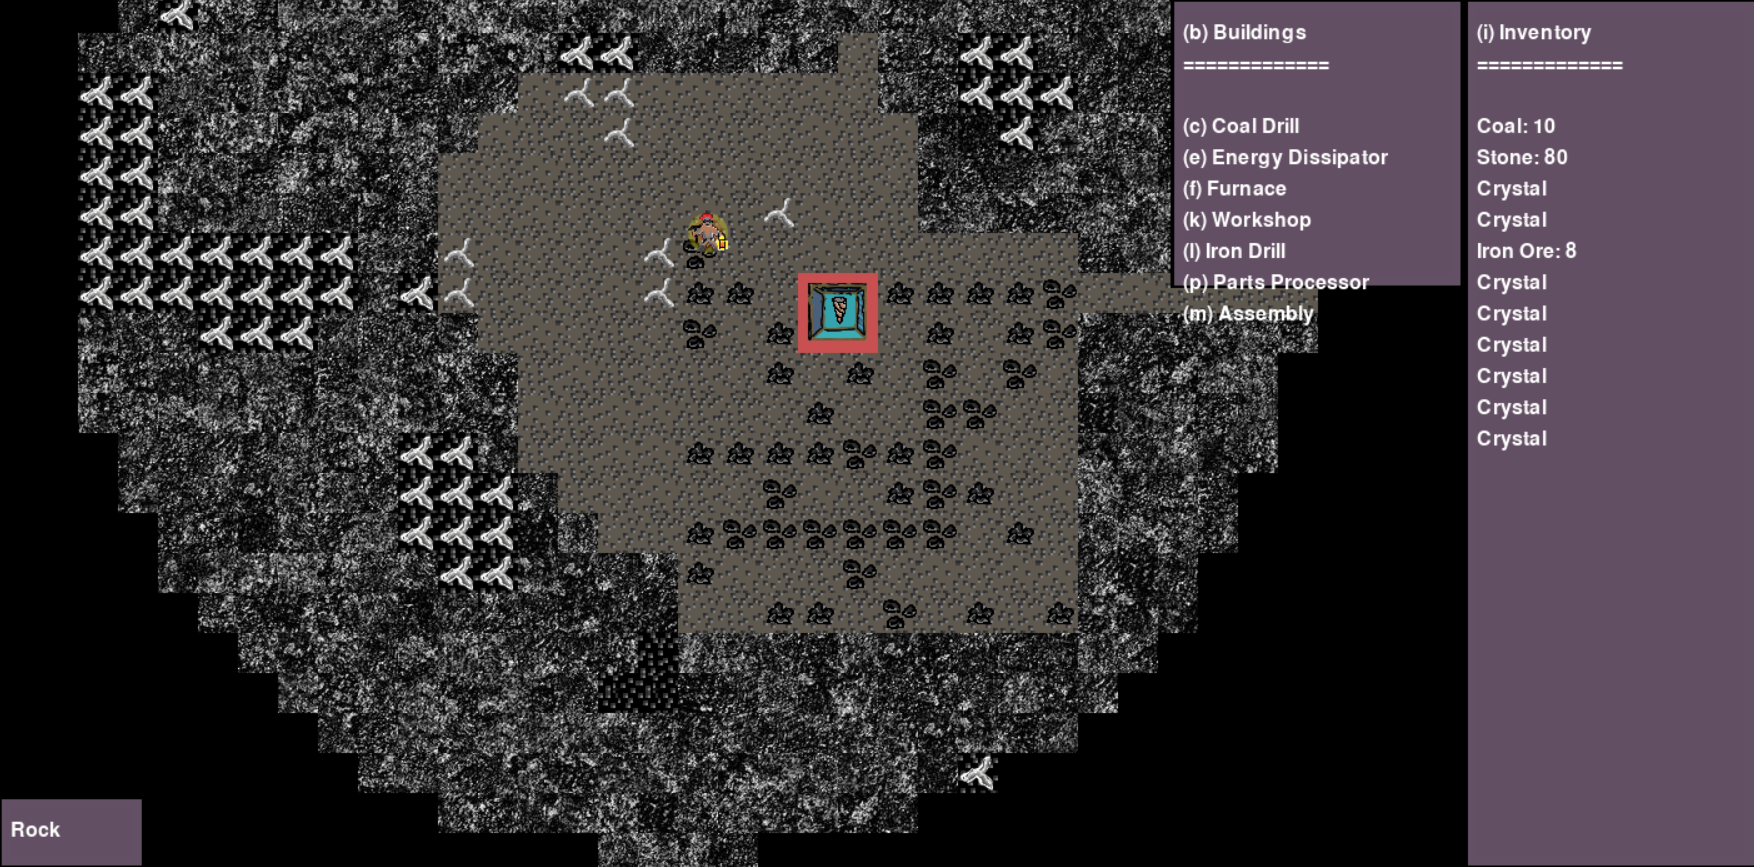 (b) Buildings
=============
(c) Coal Drill
(e) Energy Dissipator
(f) Furnace
(k) Workshop
(l) Iron Drill
(p) Parts Processor
(m) Assembly
(i) Inventory
=============
Coal: 10
Stone: 80
Crystal
Crystal
Iron Ore: 8
Crystal
Crystal
Crystal
Crystal
Crystal
Crystal
Rock